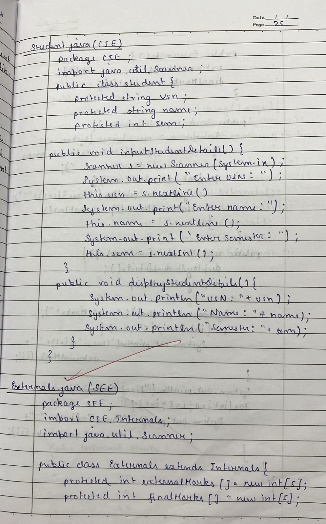 Date / /
Page 25
Student.java (CIE)
package CIE;
import java.util.Scanner;
public class Student {
protected String usn;
protected String name;
protected int sem;
public void inputStudentDetails() {
Scanner s = new Scanner(System.in);
System.out.print("Enter USN: ");
this.usn = s.nextLine()
System.out.print("Enter name: ");
this.name = s.nextLine();
System.out.print("Enter Semester: ");
this.sem = s.nextInt();
}
public void displayStudentDetails() {
System.out.println("USN: " + usn);
System.out.println("Name: " + name);
System.out.println("Semester: " + sem);
}
}
Externals.java (SEE)
package SEE;
import CIE.Internals;
import java.util.Scanner;
public class Externals extends Internals {
protected int externalMarks[] = new int[5];
protected int finalMarks[] = new int[5];